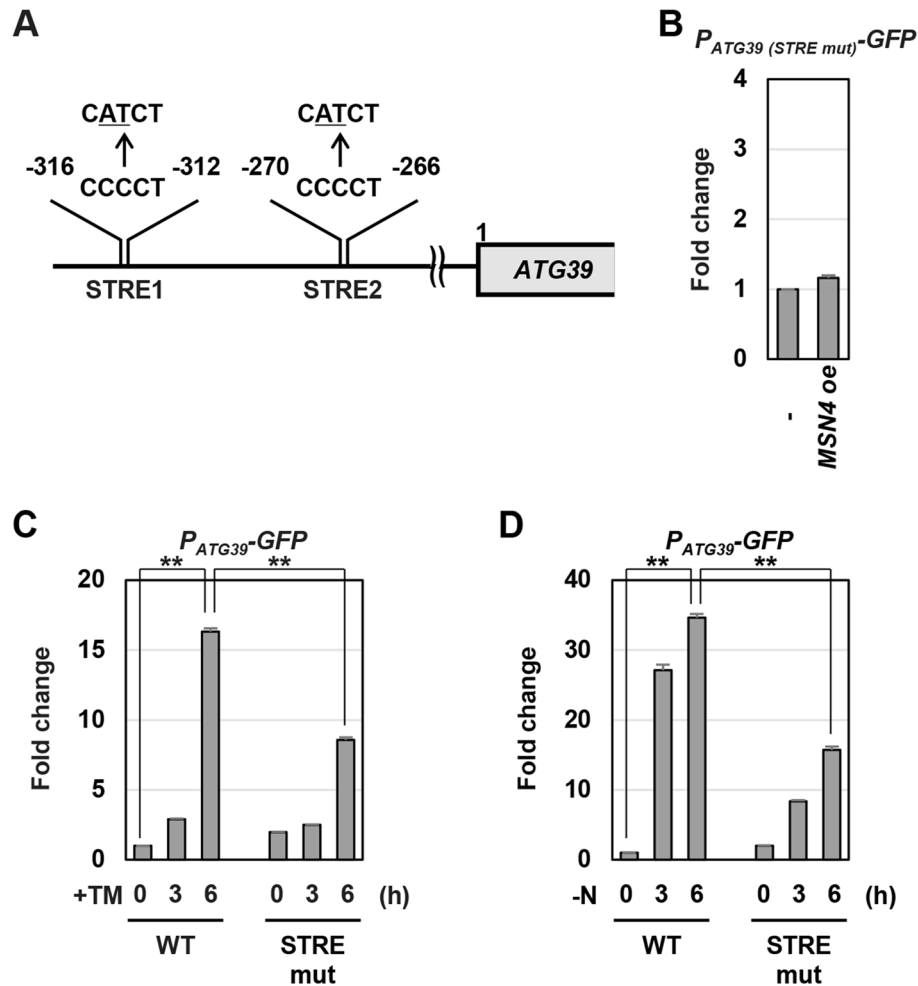 A
CATCT CATCT
-316 -312 -270 -266
CCCCT CCCCT
1
ATG39
STRE1 STRE2
B
PATG39 (STRE mut)-GFP
Fold change
4
3
2
1
0
-
MSN4 oe
C
PATG39-GFP
** **
Fold change
20
15
10
5
0
+TM 0 3 6 0 3 6 (h)
WT STRE
mut
D
PATG39-GFP
** **
Fold change
40
30
20
10
0
-N 0 3 6 0 3 6 (h)
WT STRE
mut